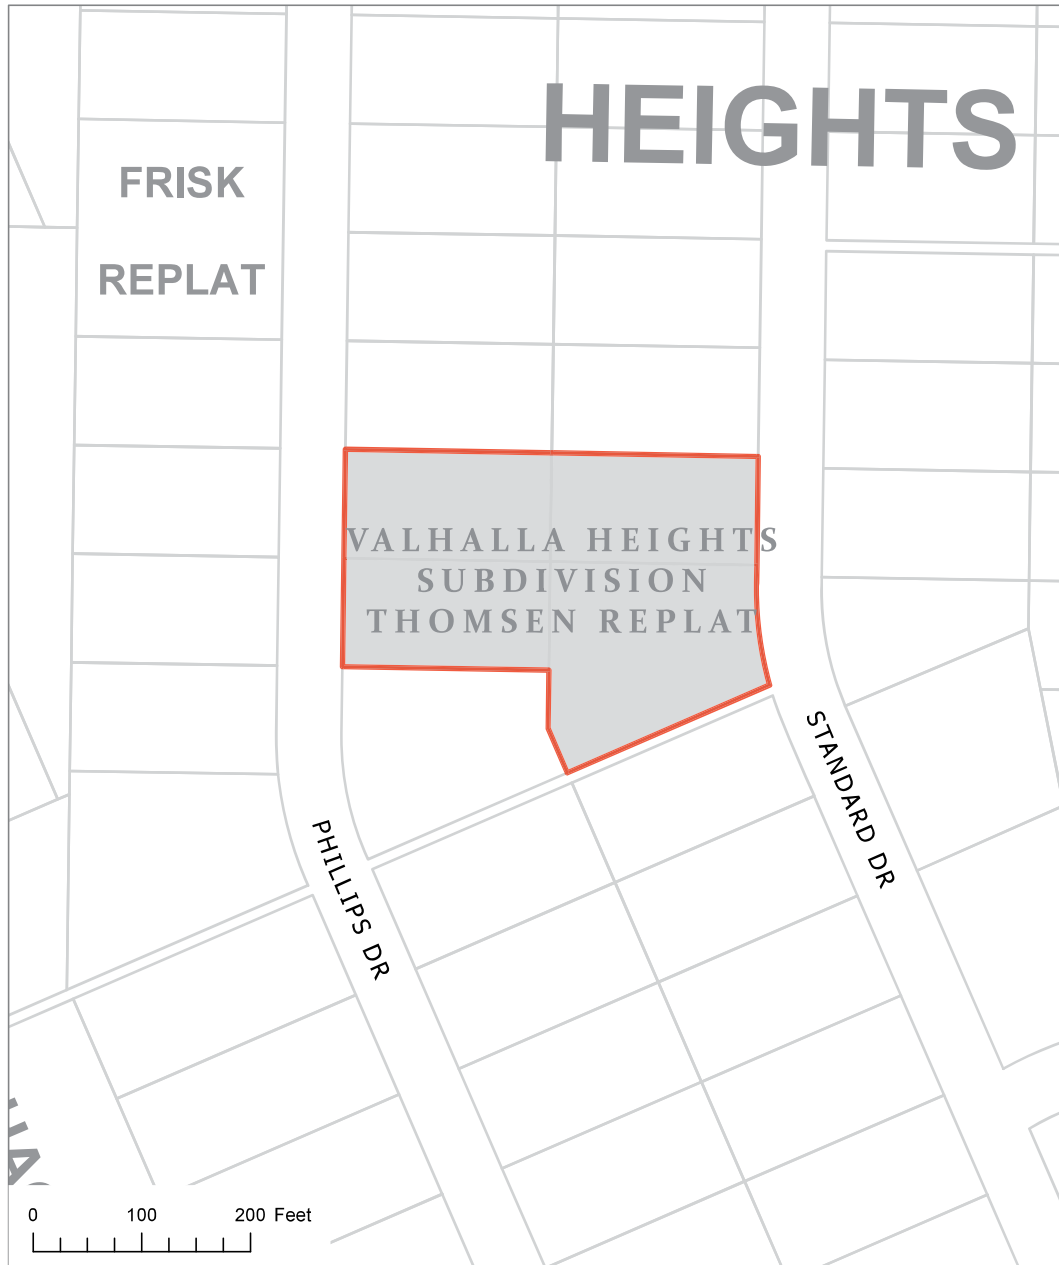 HEIGHTS
FRISK
REPLAT
VALHALLA HEIGHTS
SUBDIVISION
THOMSEN REPLAT
STANDARD DR
PHILLIPS DR
0 100 200 Feet